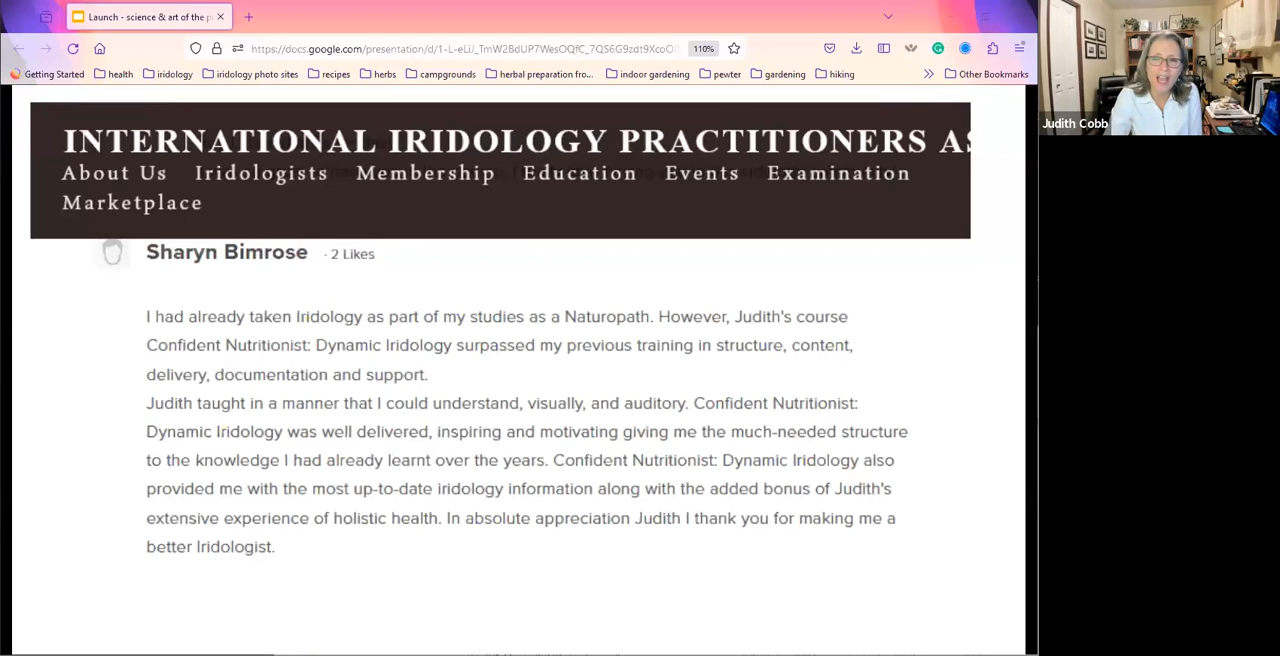 Launch - science & art of the p
https://docs.google.com/presentation/d/
110%
Getting Started health iridology iridology photo sites recipes herbs campgrounds herbal preparation fro... indoor gardening pewter gardening hiking Other Bookmarks
Judith Cobb
INTERNATIONAL IRIDOLOGY PRACTITIONERS AS
About Us Iridologists Membership Education Events Examination
Marketplace
Sharyn Bimrose · 2 Likes
I had already taken Iridology as part of my studies as a Naturopath. However, Judith's course
Confident Nutritionist: Dynamic Iridology surpassed my previous training in structure, content,
delivery, documentation and support.
Judith taught in a manner that I could understand, visually, and auditory. Confident Nutritionist:
Dynamic Iridology was well delivered, inspiring and motivating giving me the much-needed structure
to the knowledge I had already learnt over the years. Confident Nutritionist: Dynamic Iridology also
provided me with the most up-to-date iridology information along with the added bonus of Judith's
extensive experience of holistic health. In absolute appreciation Judith I thank you for making me a
better Iridologist.